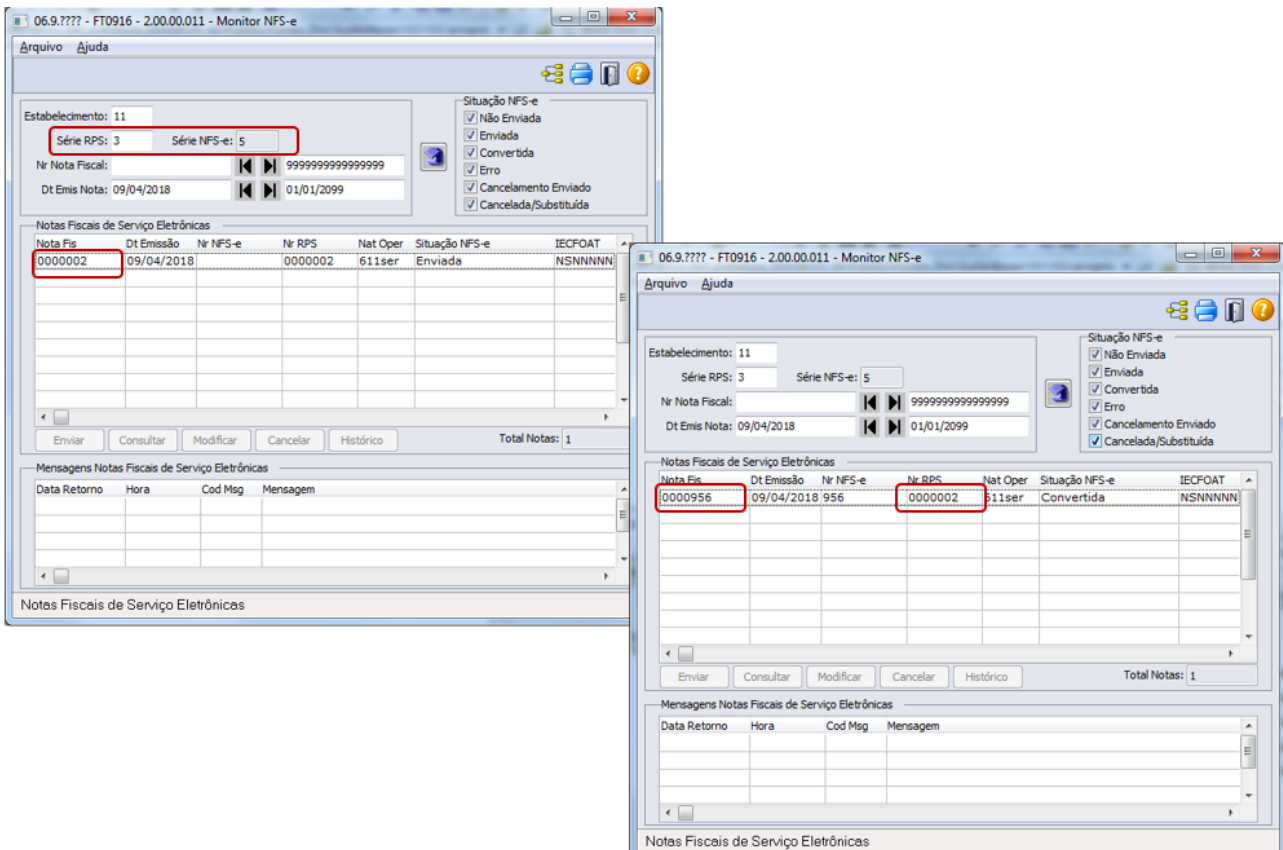 06.9.???? - FT0916 - 2.00.00.011 - Monitor NFS-e
Arquivo Ajuda
Estabelecimento: 11
Série RPS: 3 Série NFS-e: 5
Nr Nota Fiscal: 9999999999999999
Dt Emis Nota: 09/04/2018 01/01/2099
Situação NFS-e
Não Enviada
Enviada
Convertida
Erro
Cancelamento Enviado
Cancelada/Substituída
Notas Fiscais de Serviço Eletrônicas
Nota Fis Dt Emissão Nr NFS-e Nr RPS Nat Oper Situação NFS-e IECFOAT
0000002 09/04/2018 0000002 611ser Enviada NSNNNNN
Enviar Consultar Modificar Cancelar Histórico Total Notas: 1
Mensagens Notas Fiscais de Serviço Eletrônicas
Data Retorno Hora Cod Msg Mensagem
Notas Fiscais de Serviço Eletrônicas
06.9.???? - FT0916 - 2.00.00.011 - Monitor NFS-e
Arquivo Ajuda
Estabelecimento: 11
Série RPS: 3 Série NFS-e: 5
Nr Nota Fiscal: 9999999999999999
Dt Emis Nota: 09/04/2018 01/01/2099
Situação NFS-e
Não Enviada
Enviada
Convertida
Erro
Cancelamento Enviado
Cancelada/Substituída
Notas Fiscais de Serviço Eletrônicas
Nota Fis Dt Emissão Nr NFS-e Nr RPS Nat Oper Situação NFS-e IECFOAT
0000956 09/04/2018 956 0000002 611ser Convertida NSNNNNN
Enviar Consultar Modificar Cancelar Histórico Total Notas: 1
Mensagens Notas Fiscais de Serviço Eletrônicas
Data Retorno Hora Cod Msg Mensagem
Notas Fiscais de Serviço Eletrônicas